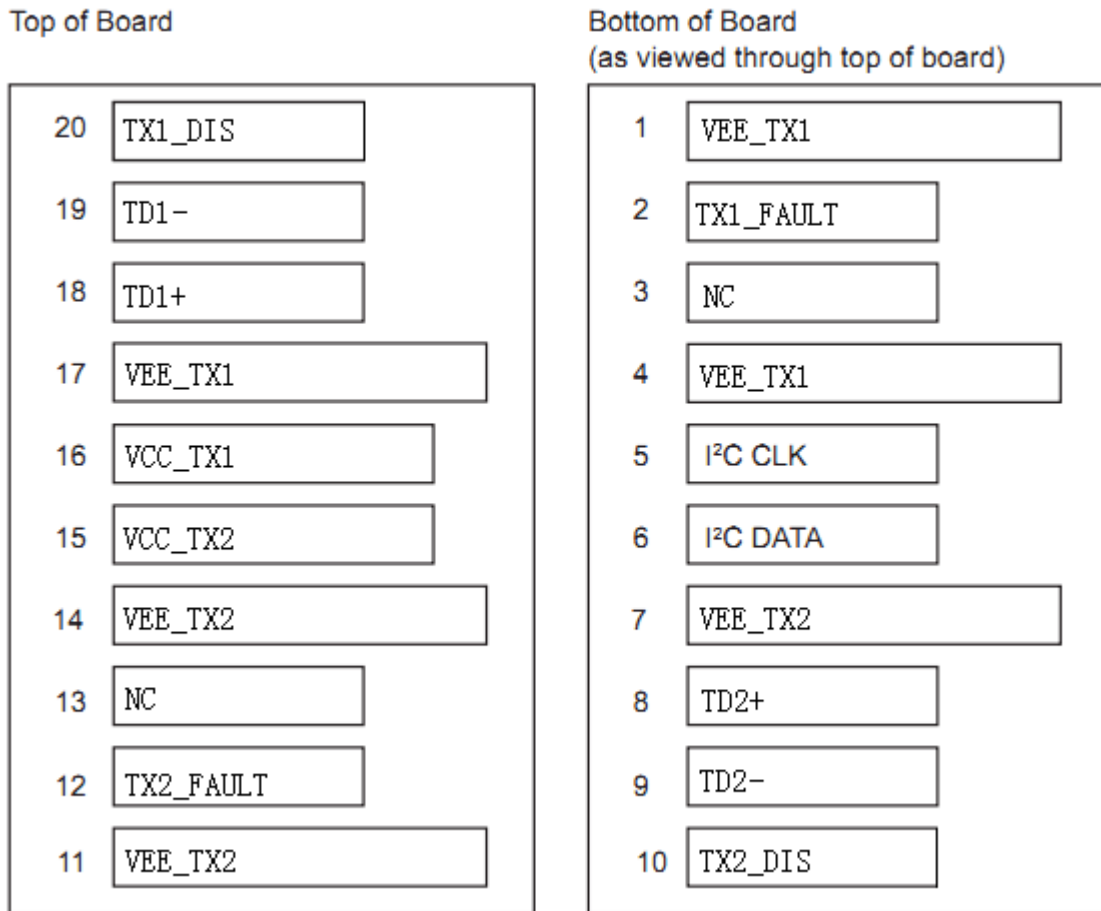 Top of Board
20 TX1_DIS
19 TD1-
18 TD1+
17 VEE_TX1
16 VCC_TX1
15 VCC_TX2
14 VEE_TX2
13 NC
12 TX2_FAULT
11 VEE_TX2
Bottom of Board
(as viewed through top of board)
1 VEE_TX1
2 TX1_FAULT
3 NC
4 VEE_TX1
5 I²C CLK
6 I²C DATA
7 VEE_TX2
8 TD2+
9 TD2-
10 TX2_DIS